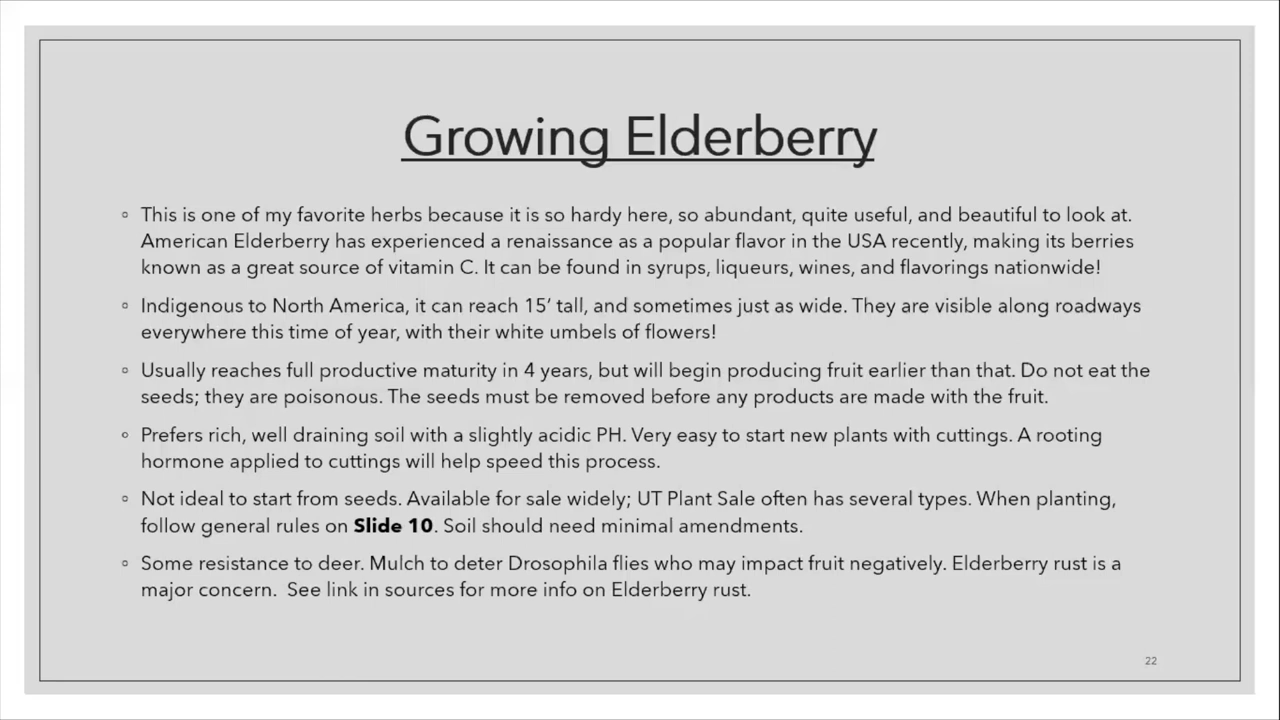 Growing Elderberry
◦ This is one of my favorite herbs because it is so hardy here, so abundant, quite useful, and beautiful to look at.
American Elderberry has experienced a renaissance as a popular flavor in the USA recently, making its berries
known as a great source of vitamin C. It can be found in syrups, liqueurs, wines, and flavorings nationwide!
◦ Indigenous to North America, it can reach 15’ tall, and sometimes just as wide. They are visible along roadways
everywhere this time of year, with their white umbels of flowers!
◦ Usually reaches full productive maturity in 4 years, but will begin producing fruit earlier than that. Do not eat the
seeds; they are poisonous. The seeds must be removed before any products are made with the fruit.
◦ Prefers rich, well draining soil with a slightly acidic PH. Very easy to start new plants with cuttings. A rooting
hormone applied to cuttings will help speed this process.
◦ Not ideal to start from seeds. Available for sale widely; UT Plant Sale often has several types. When planting,
follow general rules on Slide 10. Soil should need minimal amendments.
◦ Some resistance to deer. Mulch to deter Drosophila flies who may impact fruit negatively. Elderberry rust is a
major concern.  See link in sources for more info on Elderberry rust.
22